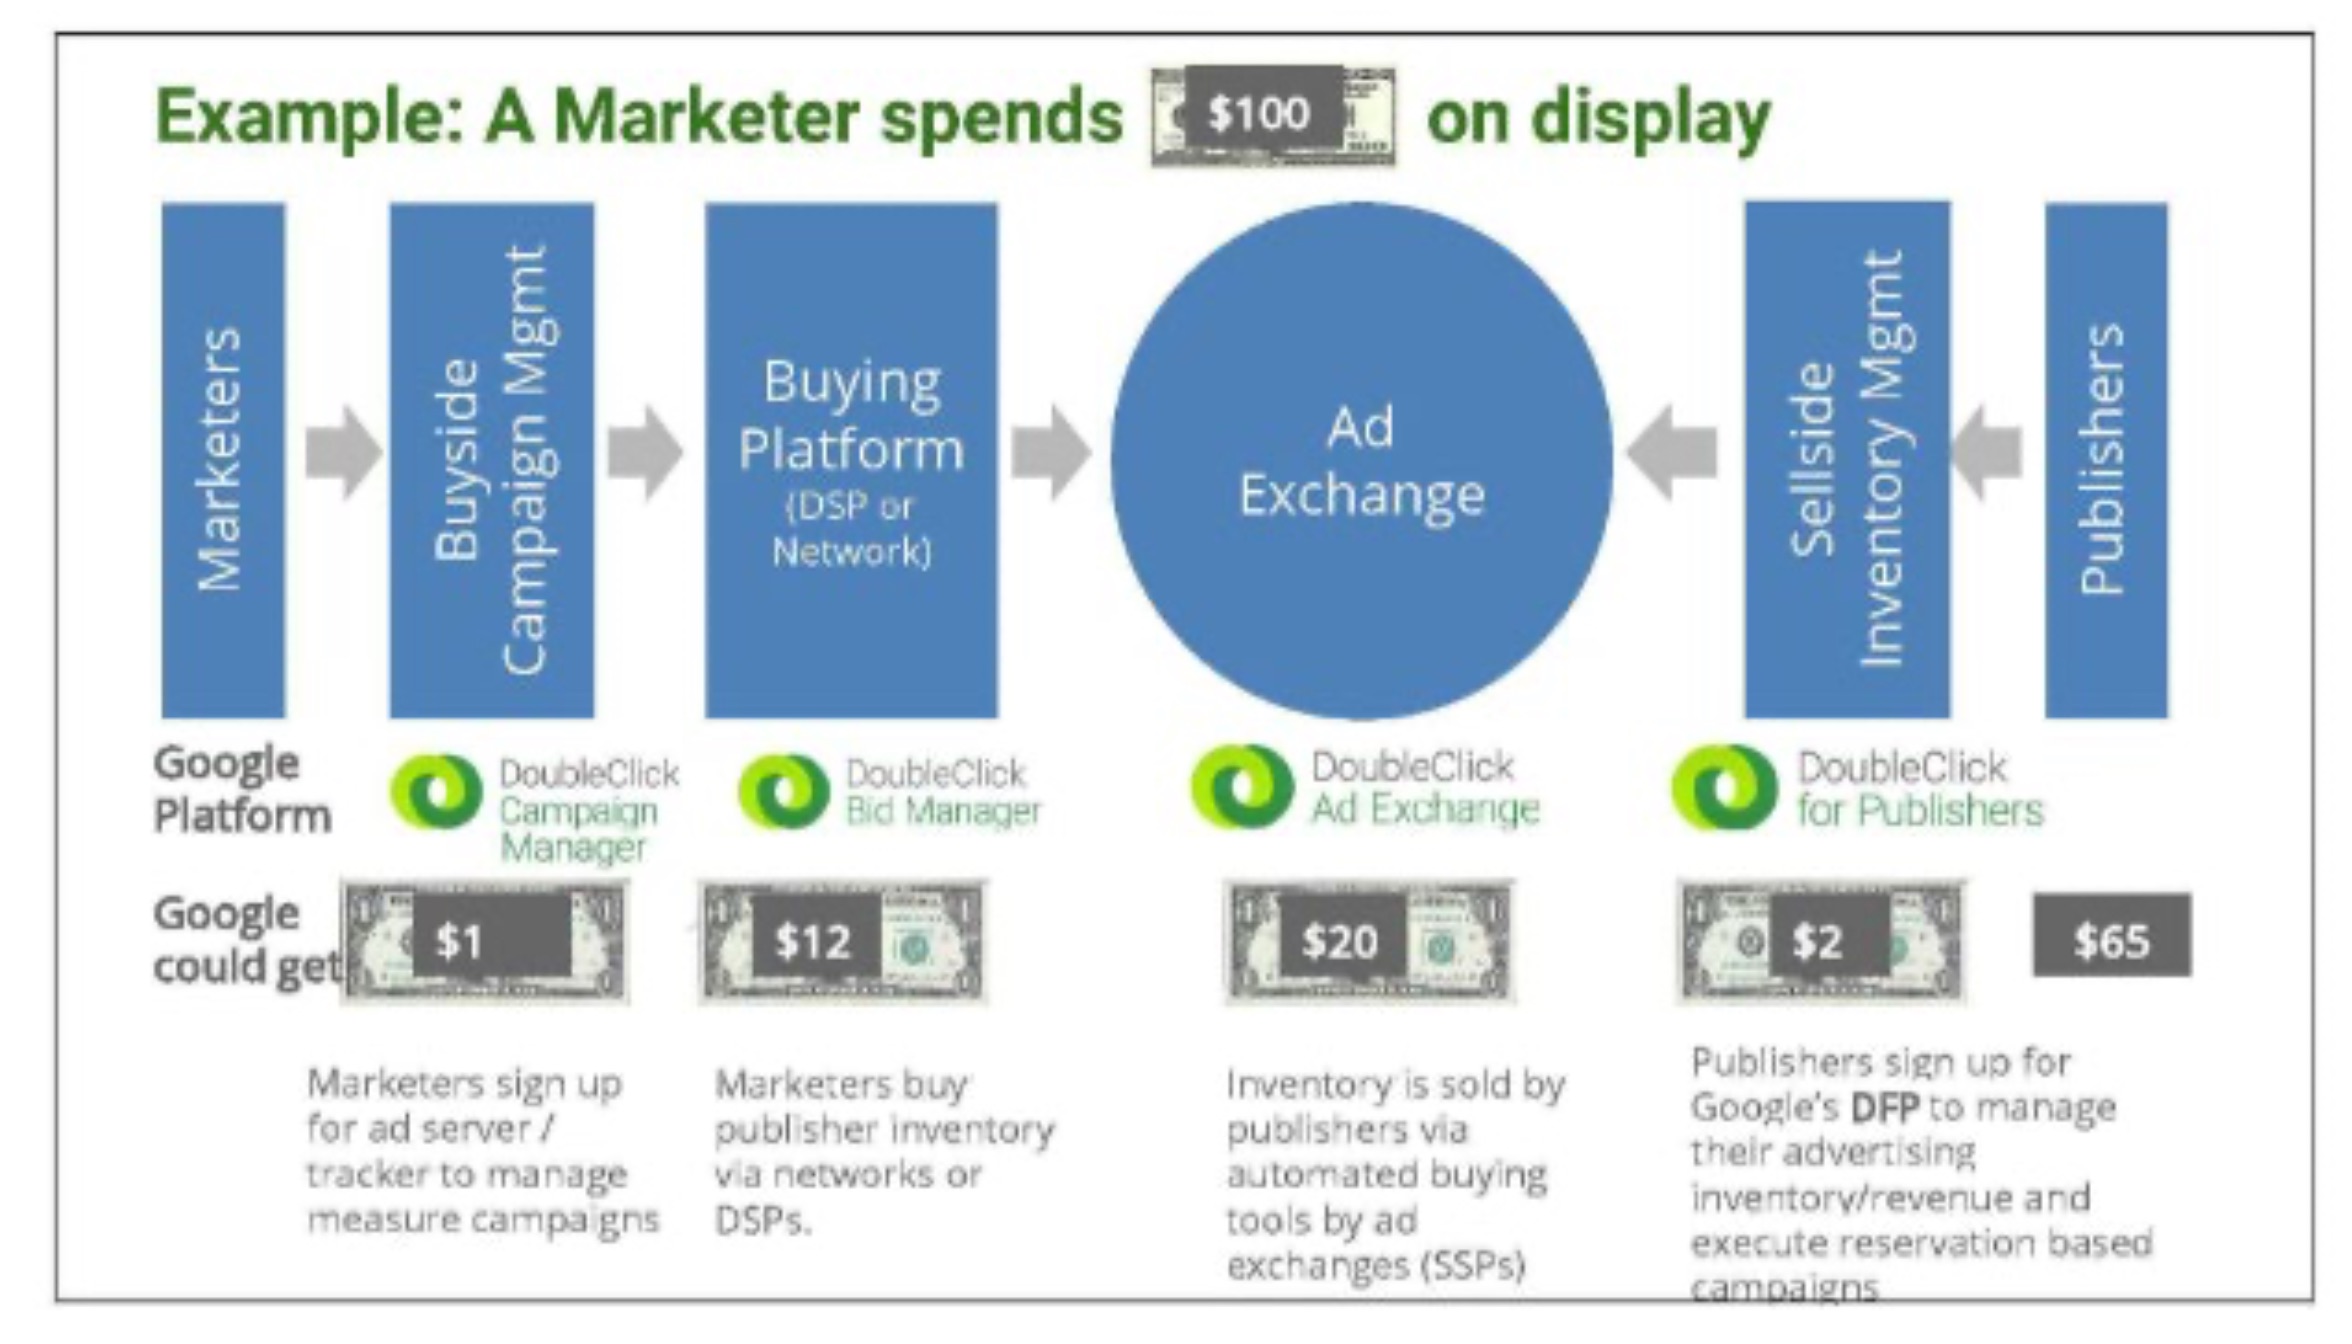 Example: A Marketer spends $100 on display
Marketers
Buyside
Campaign Mgmt
Buying
Platform
(DSP or
Network)
Ad
Exchange
Sellside
Inventory Mgmt
Publishers
Google
Platform
DoubleClick
Campaign
Manager
DoubleClick
Bid Manager
DoubleClick
Ad Exchange
DoubleClick
for Publishers
Google
could get
$1
$12
$20
$2
$65
Marketers sign up
for ad server /
tracker to manage
measure campaigns
Marketers buy
publisher inventory
via networks or
DSPs.
Inventory is sold by
publishers via
automated buying
tools by ad
exchanges (SSPs)
Publishers sign up for
Google's DFP to manage
their advertising
inventory/revenue and
execute reservation based
campaigns